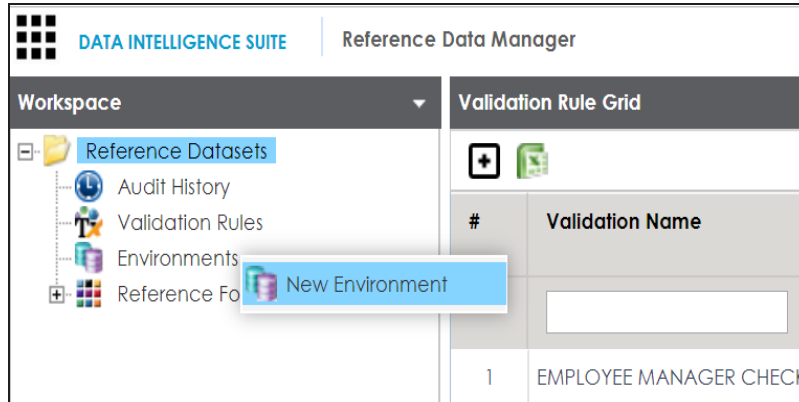 DATA INTELLIGENCE SUITE
Reference Data Manager
Workspace
Validation Rule Grid
Reference Datasets
Audit History
Validation Rules
Environments
Reference Fo
New Environment
# Validation Name
1 EMPLOYEE MANAGER CHECK